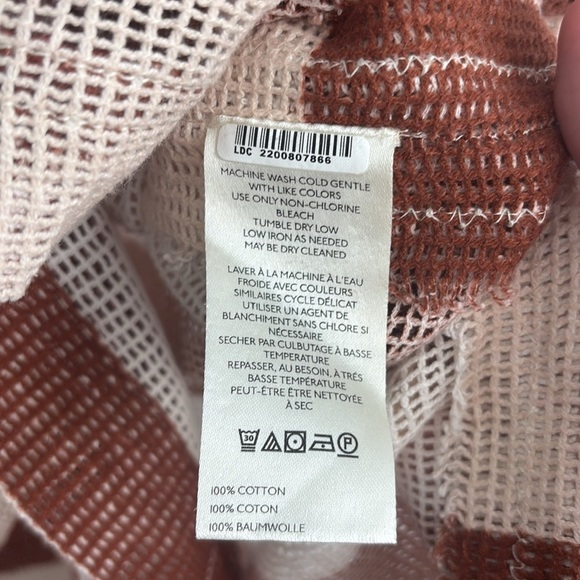 LDC 2200807866
MACHINE WASH COLD GENTLE
WITH LIKE COLORS
USE ONLY NON-CHLORINE
BLEACH
TUMBLE DRY LOW
LOW IRON AS NEEDED
MAY BE DRY CLEANED
LAVER À LA MACHINE À L'EAU
FROIDE AVEC COULEURS
SIMILAIRES CYCLE DÉLICAT
UTILISER UN AGENT DE
BLANCHIMENT SANS CHLORE SI
NÉCESSAIRE
SECHER PAR CULBUTAGE À BASSE
TEMPERATURE
REPASSER, AU BESOIN, À TRÉS
BASSE TEMPÉRATURE
PEUT-ÊTRE ÊTRE NETTOYÉE
À SEC
30 P
100% COTTON
100% COTON
100% BAUMWOLLE